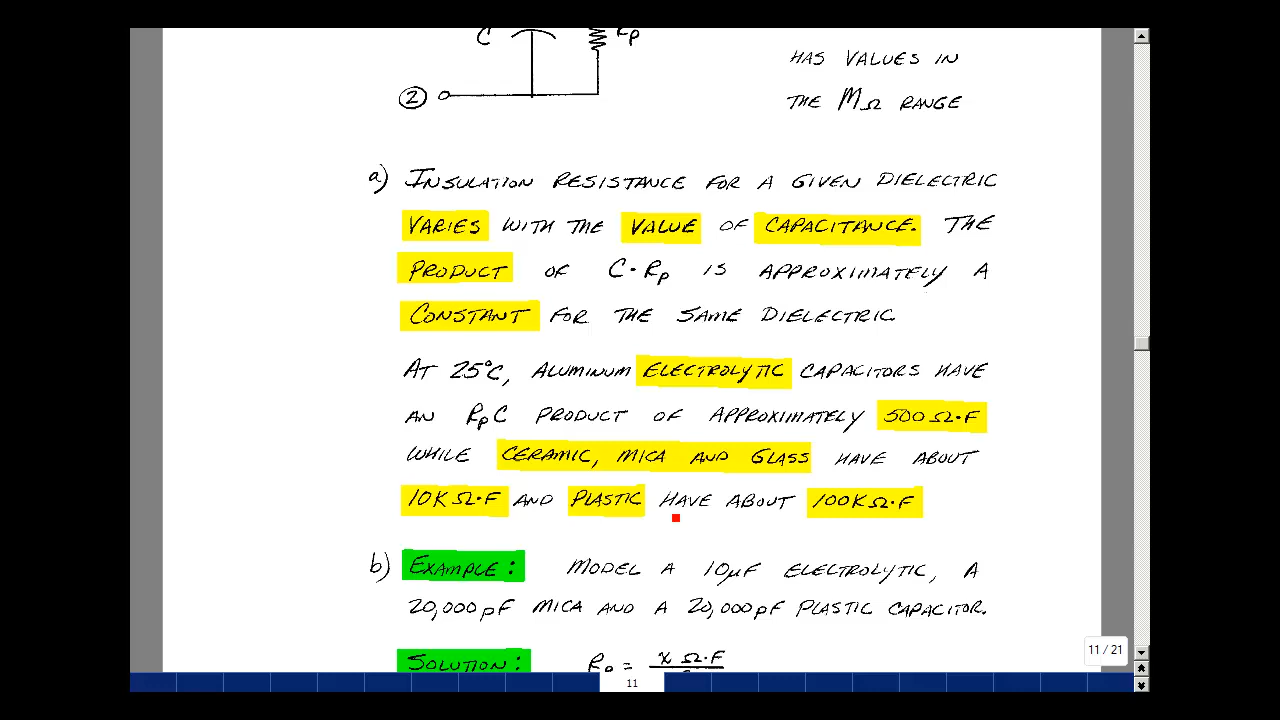 C
Rp
HAS VALUES IN
2
THE MΩ RANGE
a) INSULATION RESISTANCE FOR A GIVEN DIELECTRIC
VARIES WITH THE VALUE OF CAPACITANCE. THE
PRODUCT OF C·Rp IS APPROXIMATELY A
CONSTANT FOR THE SAME DIELECTRIC.
AT 25°C, ALUMINUM ELECTROLYTIC CAPACITORS HAVE
AN RpC PRODUCT OF APPROXIMATELY 500Ω·F
WHILE CERAMIC, MICA AND GLASS HAVE ABOUT
10KΩ·F AND PLASTIC HAVE ABOUT 100KΩ·F
b) EXAMPLE: MODEL A 10µF ELECTROLYTIC, A
20,000pF MICA AND A 20,000pF PLASTIC CAPACITOR.
SOLUTION: Rp = X Ω·F
11 / 21
11